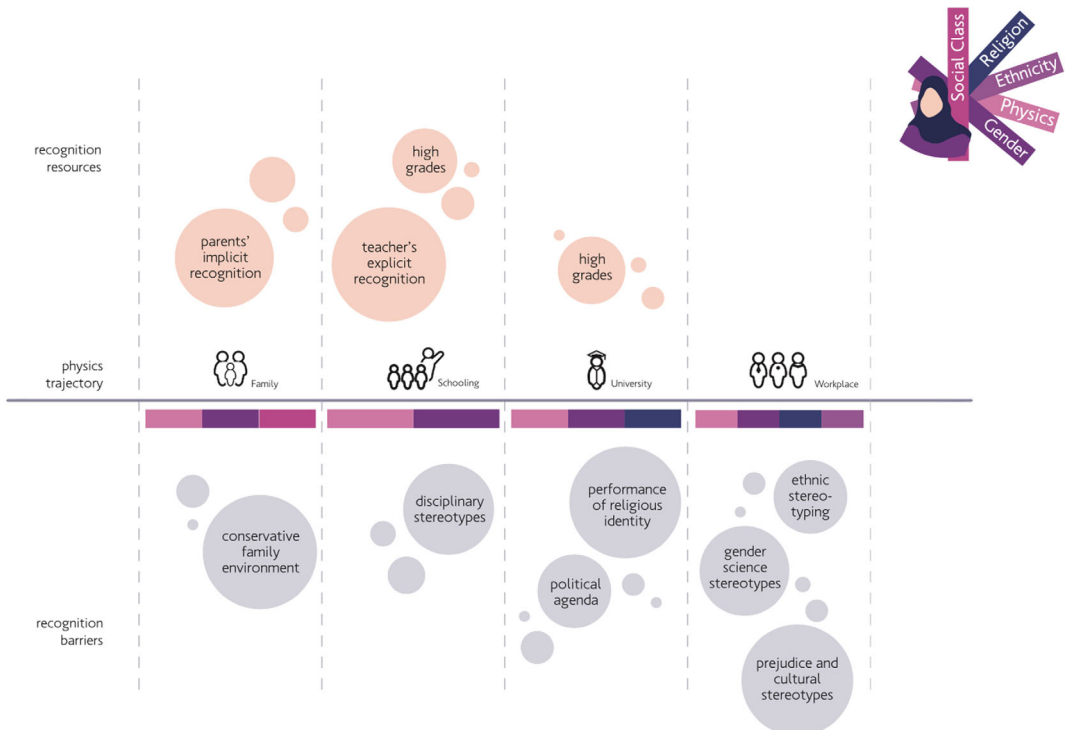 Social Class
Religion
Ethnicity
Physics
Gender
recognition
resources
high
grades
parents'
implicit
recognition
teacher's
explicit
recognition
high
grades
physics
trajectory
Family
Schooling
University
Workplace
conservative
family
environment
disciplinary
stereotypes
performance
of religious
identity
political
agenda
ethnic
stereo-
typing
gender
science
stereotypes
prejudice and
cultural
stereotypes
recognition
barriers